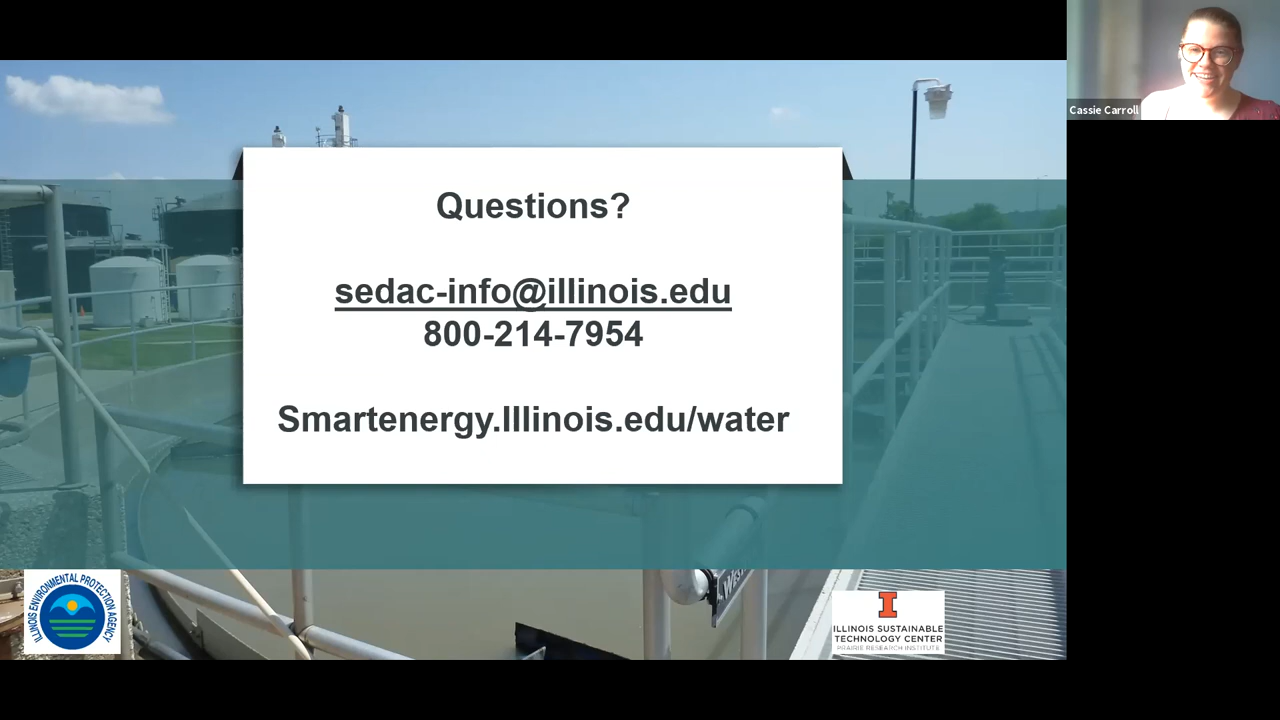 Cassie Carroll
Questions?
sedac-info@illinois.edu
800-214-7954
Smartenergy.Illinois.edu/water
ILLINOIS ENVIRONMENTAL PROTECTION AGENCY
ILLINOIS SUSTAINABLE
TECHNOLOGY CENTER
PRAIRIE RESEARCH INSTITUTE